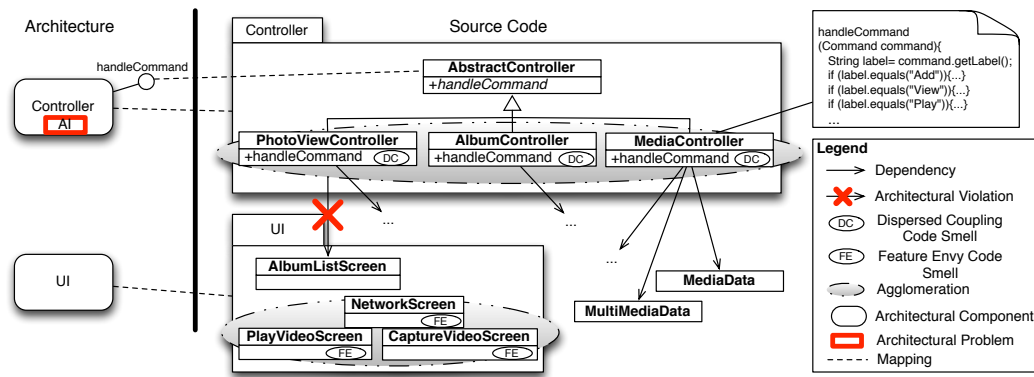 Architecture
Source Code
Controller
handleCommand
Controller
AI
UI
AbstractController
+handleCommand
PhotoViewController
+handleCommand
DC
AlbumController
+handleCommand
DC
MediaController
+handleCommand
DC
...
...
...
UI
AlbumListScreen
NetworkScreen
FE
PlayVideoScreen
FE
CaptureVideoScreen
FE
MediaData
MultiMediaData
handleCommand
(Command command){
String label= command.getLabel();
if (label.equals("Add"){...}
if (label.equals("View"){...}
if (label.equals("Play"){...}
...
Legend
Dependency
Architectural Violation
DC
Dispersed Coupling
Code Smell
FE
Feature Envy Code
Smell
Agglomeration
Architectural Component
Architectural Problem
Mapping